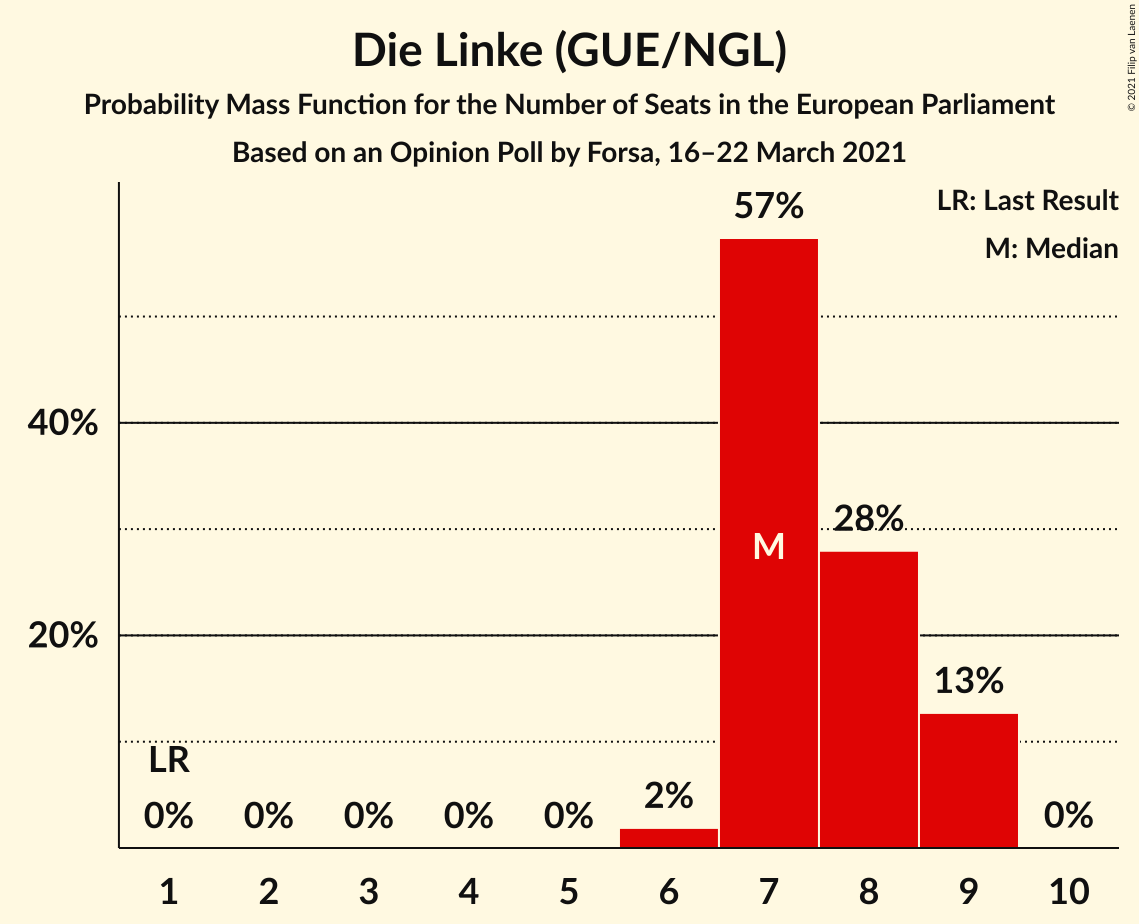 Die Linke (GUE/NGL)
Probability Mass Function for the Number of Seats in the European Parliament
Based on an Opinion Poll by Forsa, 16–22 March 2021
© 2021 Filip van Laenen
LR: Last Result
M: Median
57%
40%
28%
M
20%
13%
LR
2%
0% 0% 0% 0% 0% 0%
1 2 3 4 5 6 7 8 9 10